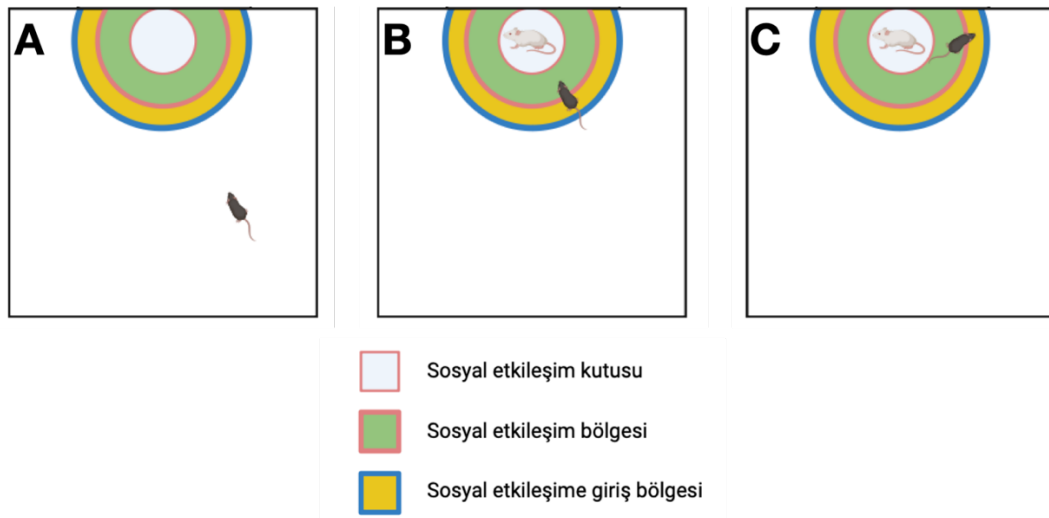 A
B
C
Sosyal etkileşim kutusu
Sosyal etkileşim bölgesi
Sosyal etkileşime giriş bölgesi